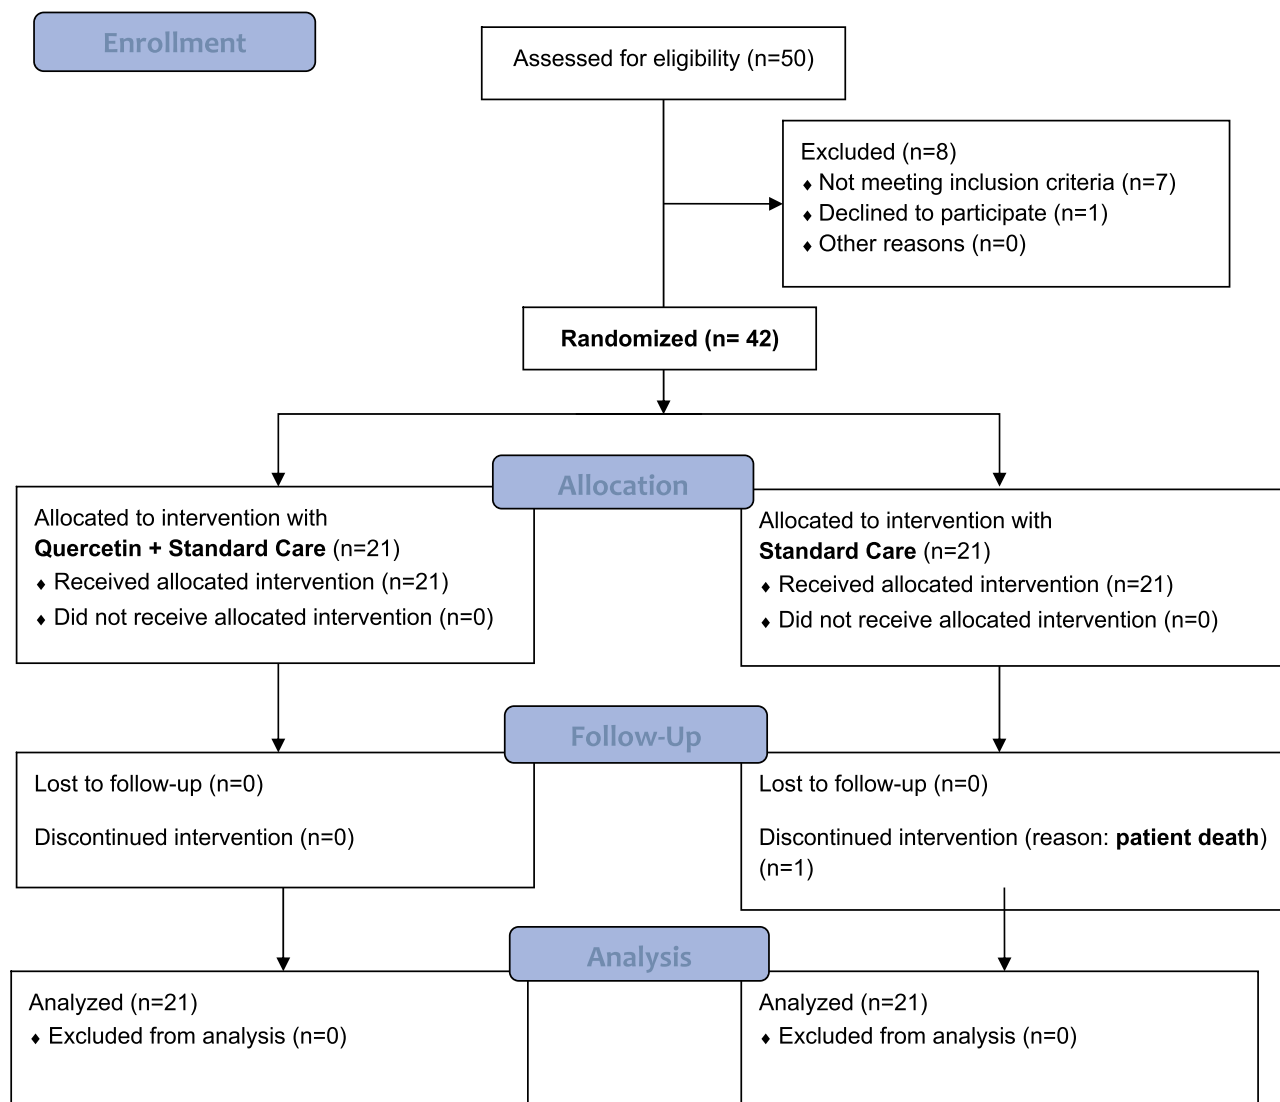 Enrollment
Assessed for eligibility (n=50)
Excluded (n=8)
♦ Not meeting inclusion criteria (n=7)
♦ Declined to participate (n=1)
♦ Other reasons (n=0)
Randomized (n= 42)
Allocation
Allocated to intervention with
Quercetin + Standard Care (n=21)
♦ Received allocated intervention (n=21)
♦ Did not receive allocated intervention (n=0)
Allocated to intervention with
Standard Care (n=21)
♦ Received allocated intervention (n=21)
♦ Did not receive allocated intervention (n=0)
Follow-Up
Lost to follow-up (n=0)
Discontinued intervention (n=0)
Lost to follow-up (n=0)
Discontinued intervention (reason: patient death)
(n=1)
Analysis
Analyzed (n=21)
♦ Excluded from analysis (n=0)
Analyzed (n=21)
♦ Excluded from analysis (n=0)